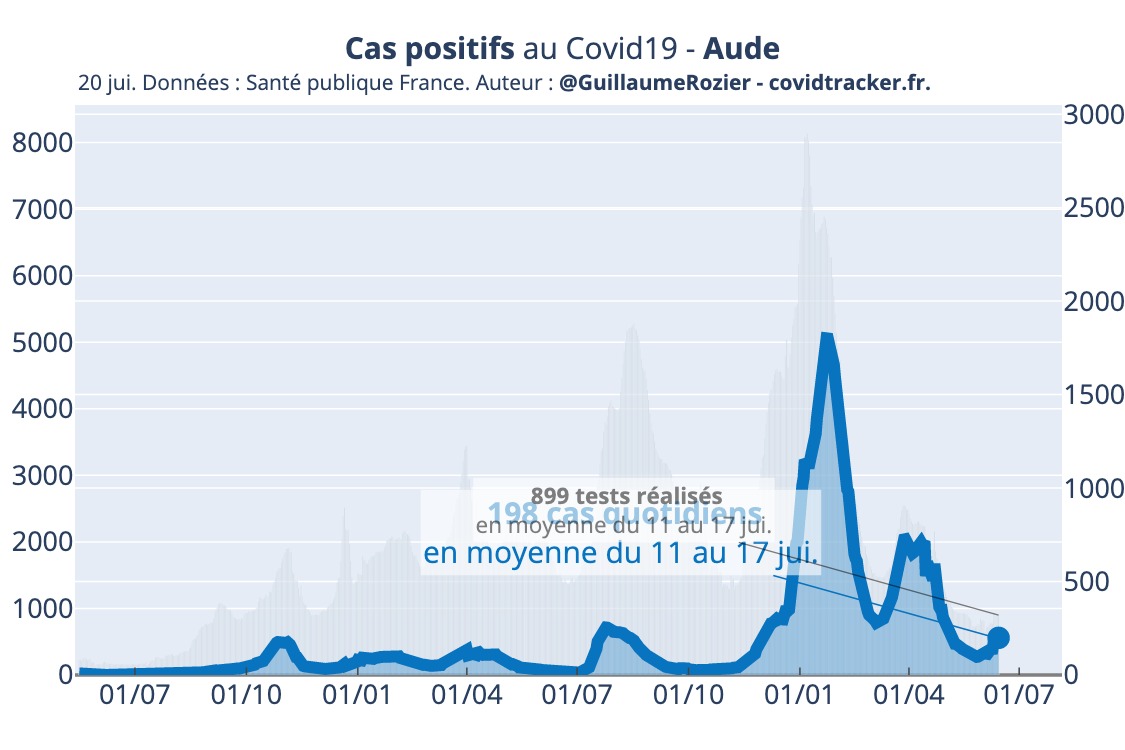 Cas positifs au Covid19 - Aude
20 jui. Données : Santé publique France. Auteur : @GuillaumeRozier - covidtracker.fr.
8000
7000
6000
5000
4000
3000
2000
1000
0
3000
2500
2000
1500
1000
500
0
899 tests réalisés
en moyenne du 11 au 17 jui.
198 cas quotidiens
en moyenne du 11 au 17 jui.
01/07 01/10 01/01 01/04 01/07 01/10 01/01 01/04 01/07